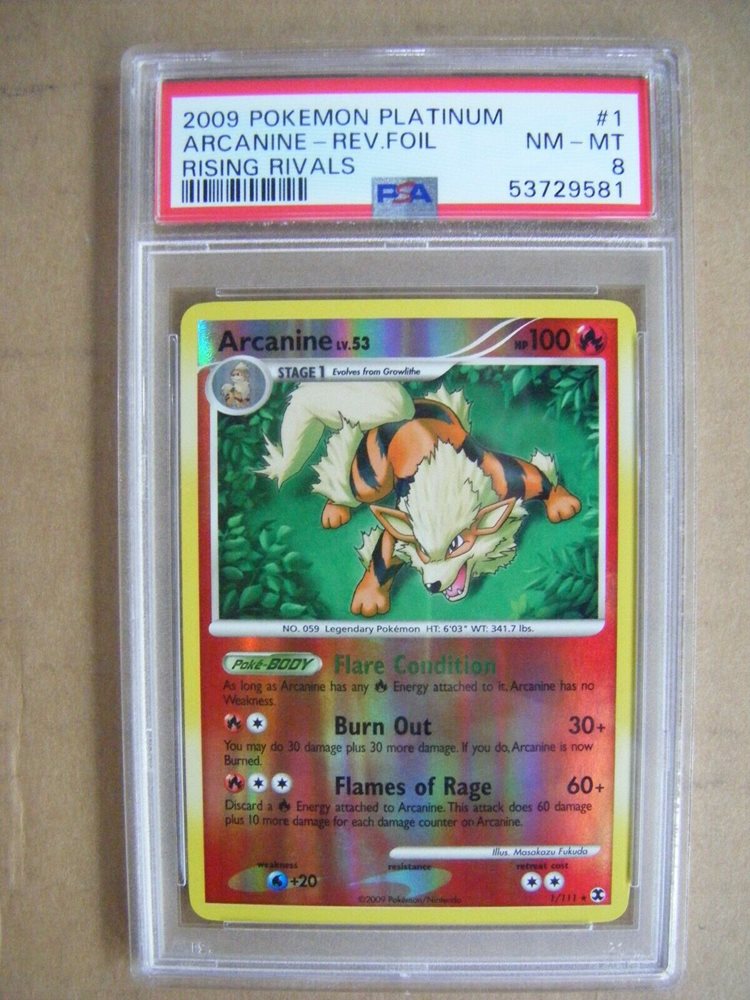 2009 POKEMON PLATINUM #1
ARCANINE - REV.FOIL NM - MT
RISING RIVALS 8
PSA 53729581
Arcanine LV.53 HP 100
STAGE 1 Evolves from Growlithe
NO. 059 Legendary Pokémon HT: 6'03" WT: 341.7 lbs.
Poké-BODY Flare Condition
As long as Arcanine has any Energy attached to it, Arcanine has no
Weakness.
Burn Out 30+
You may do 30 damage plus 30 more damage. If you do, Arcanine is now
Burned.
Flames of Rage 60+
Discard a Energy attached to Arcanine. This attack does 60 damage
plus 10 more damage for each damage counter on Arcanine.
Illus. Masakazu Fukuda
weakness resistance retreat cost
+20
©2009 Pokémon/Nintendo 1/111 ★